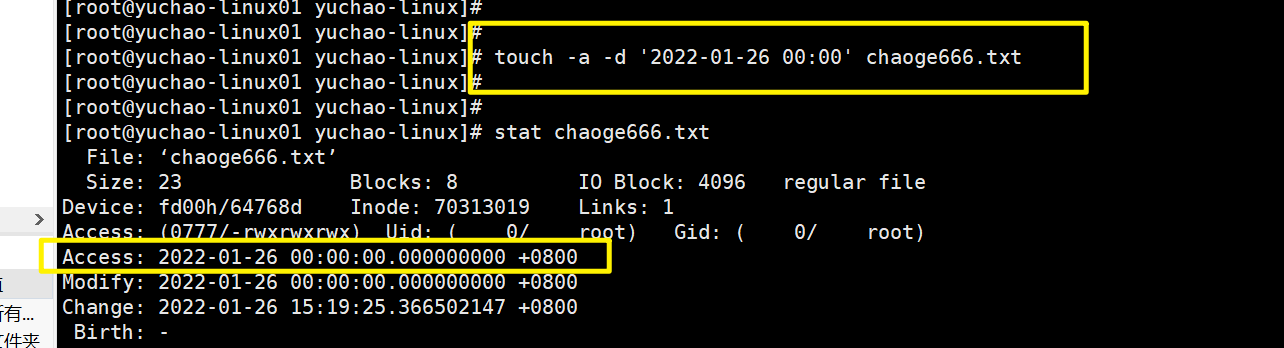 [root@yuchao-linux01 yuchao-linux]#
[root@yuchao-linux01 yuchao-linux]#
[root@yuchao-linux01 yuchao-linux]# touch -a -d '2022-01-26 00:00' chaoge666.txt
[root@yuchao-linux01 yuchao-linux]#
[root@yuchao-linux01 yuchao-linux]#
[root@yuchao-linux01 yuchao-linux]# stat chaoge666.txt
  File: ‘chaoge666.txt’
  Size: 23              Blocks: 8          IO Block: 4096   regular file
Device: fd00h/64768d    Inode: 70313019    Links: 1
Access: (0777/-rwxrwxrwx)  Uid: (    0/    root)   Gid: (    0/    root)
Access: 2022-01-26 00:00:00.000000000 +0800
Modify: 2022-01-26 00:00:00.000000000 +0800
Change: 2022-01-26 15:19:25.366502147 +0800
 Birth: -
所有...
文件夹